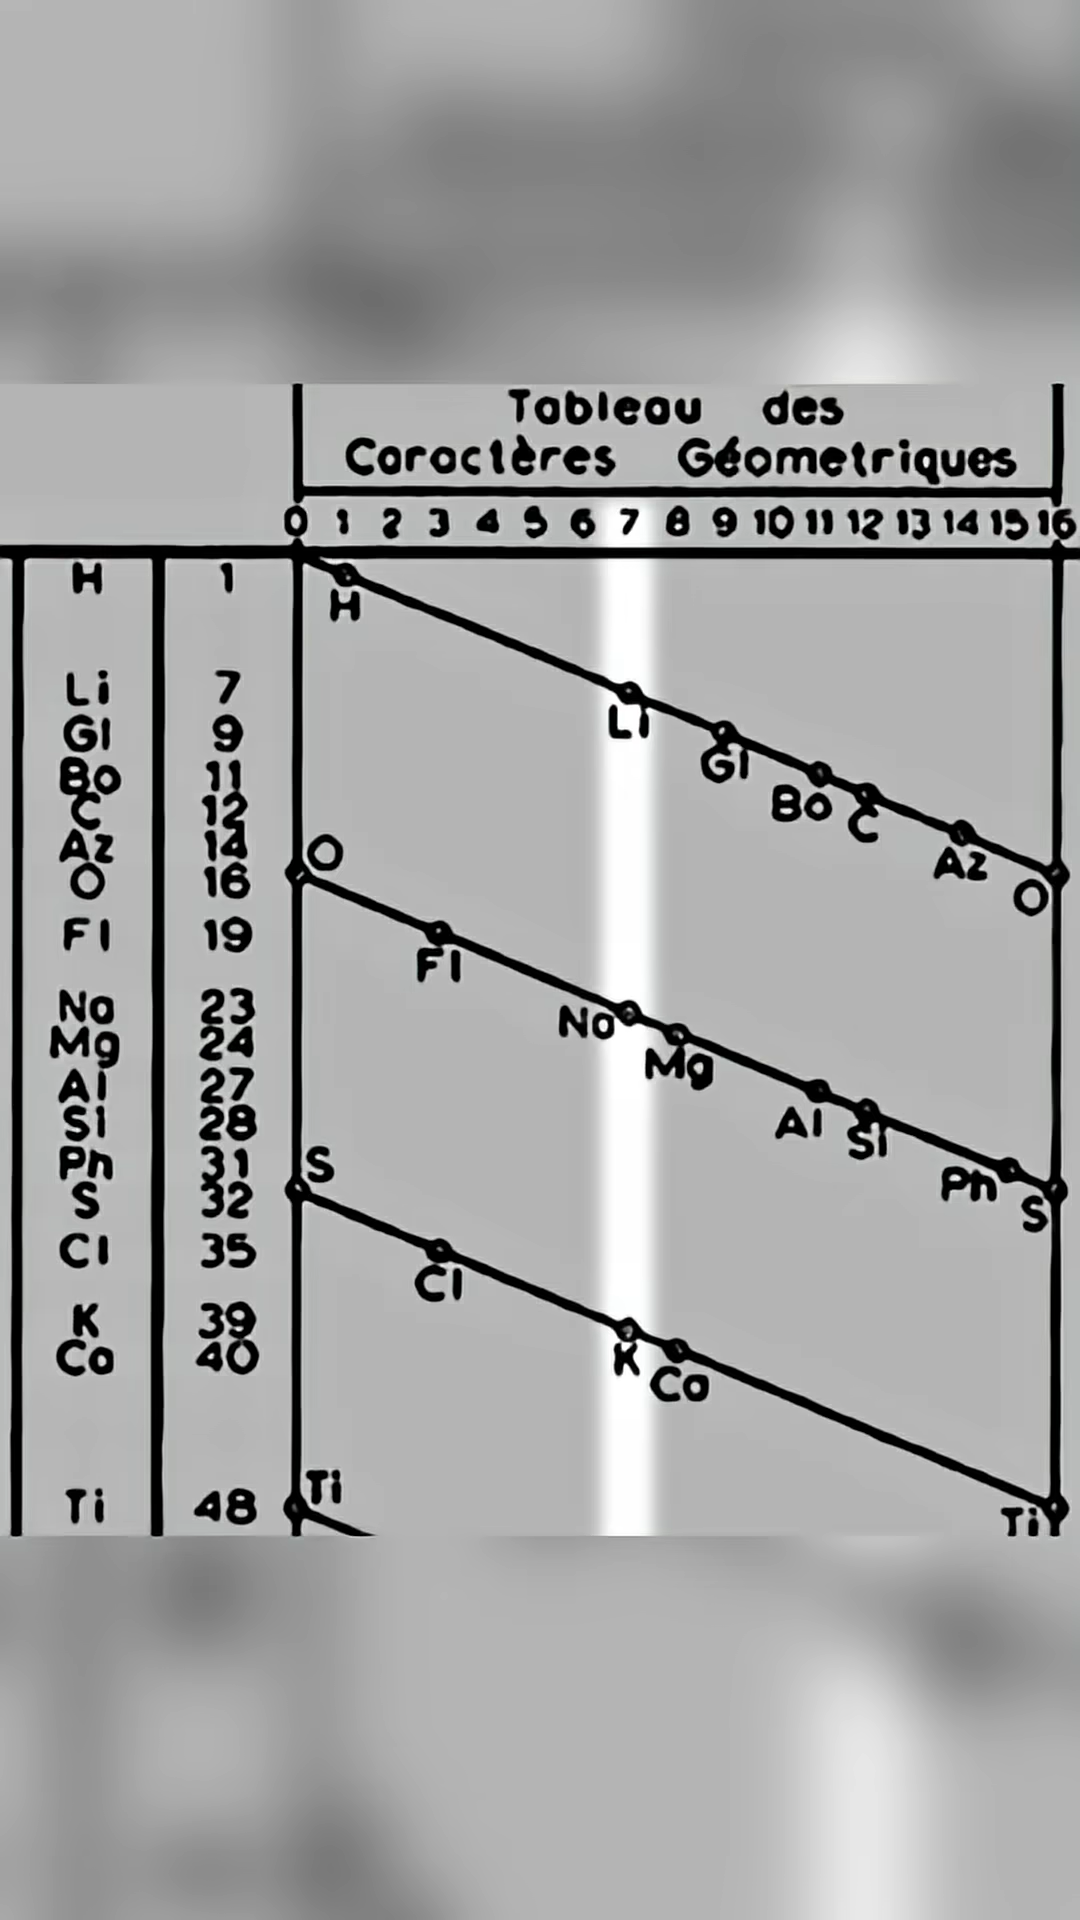 Tableau des
Caractères Géometriques
0 1 2 3 4 5 6 7 8 9 10 11 12 13 14 15 16
H 1
Li 7
Gl 9
Bo 11
C 12
Az 14
O 16
Fl 19
Na 23
Mg 24
Al 27
Si 28
Ph 31
S 32
Cl 35
K 39
Ca 40
Ti 48
H
Li
Gl
Bo
C
Az
O
O
Fl
Na
Mg
Al
Si
Ph
S
S
Cl
K
Ca
Ti
Ti